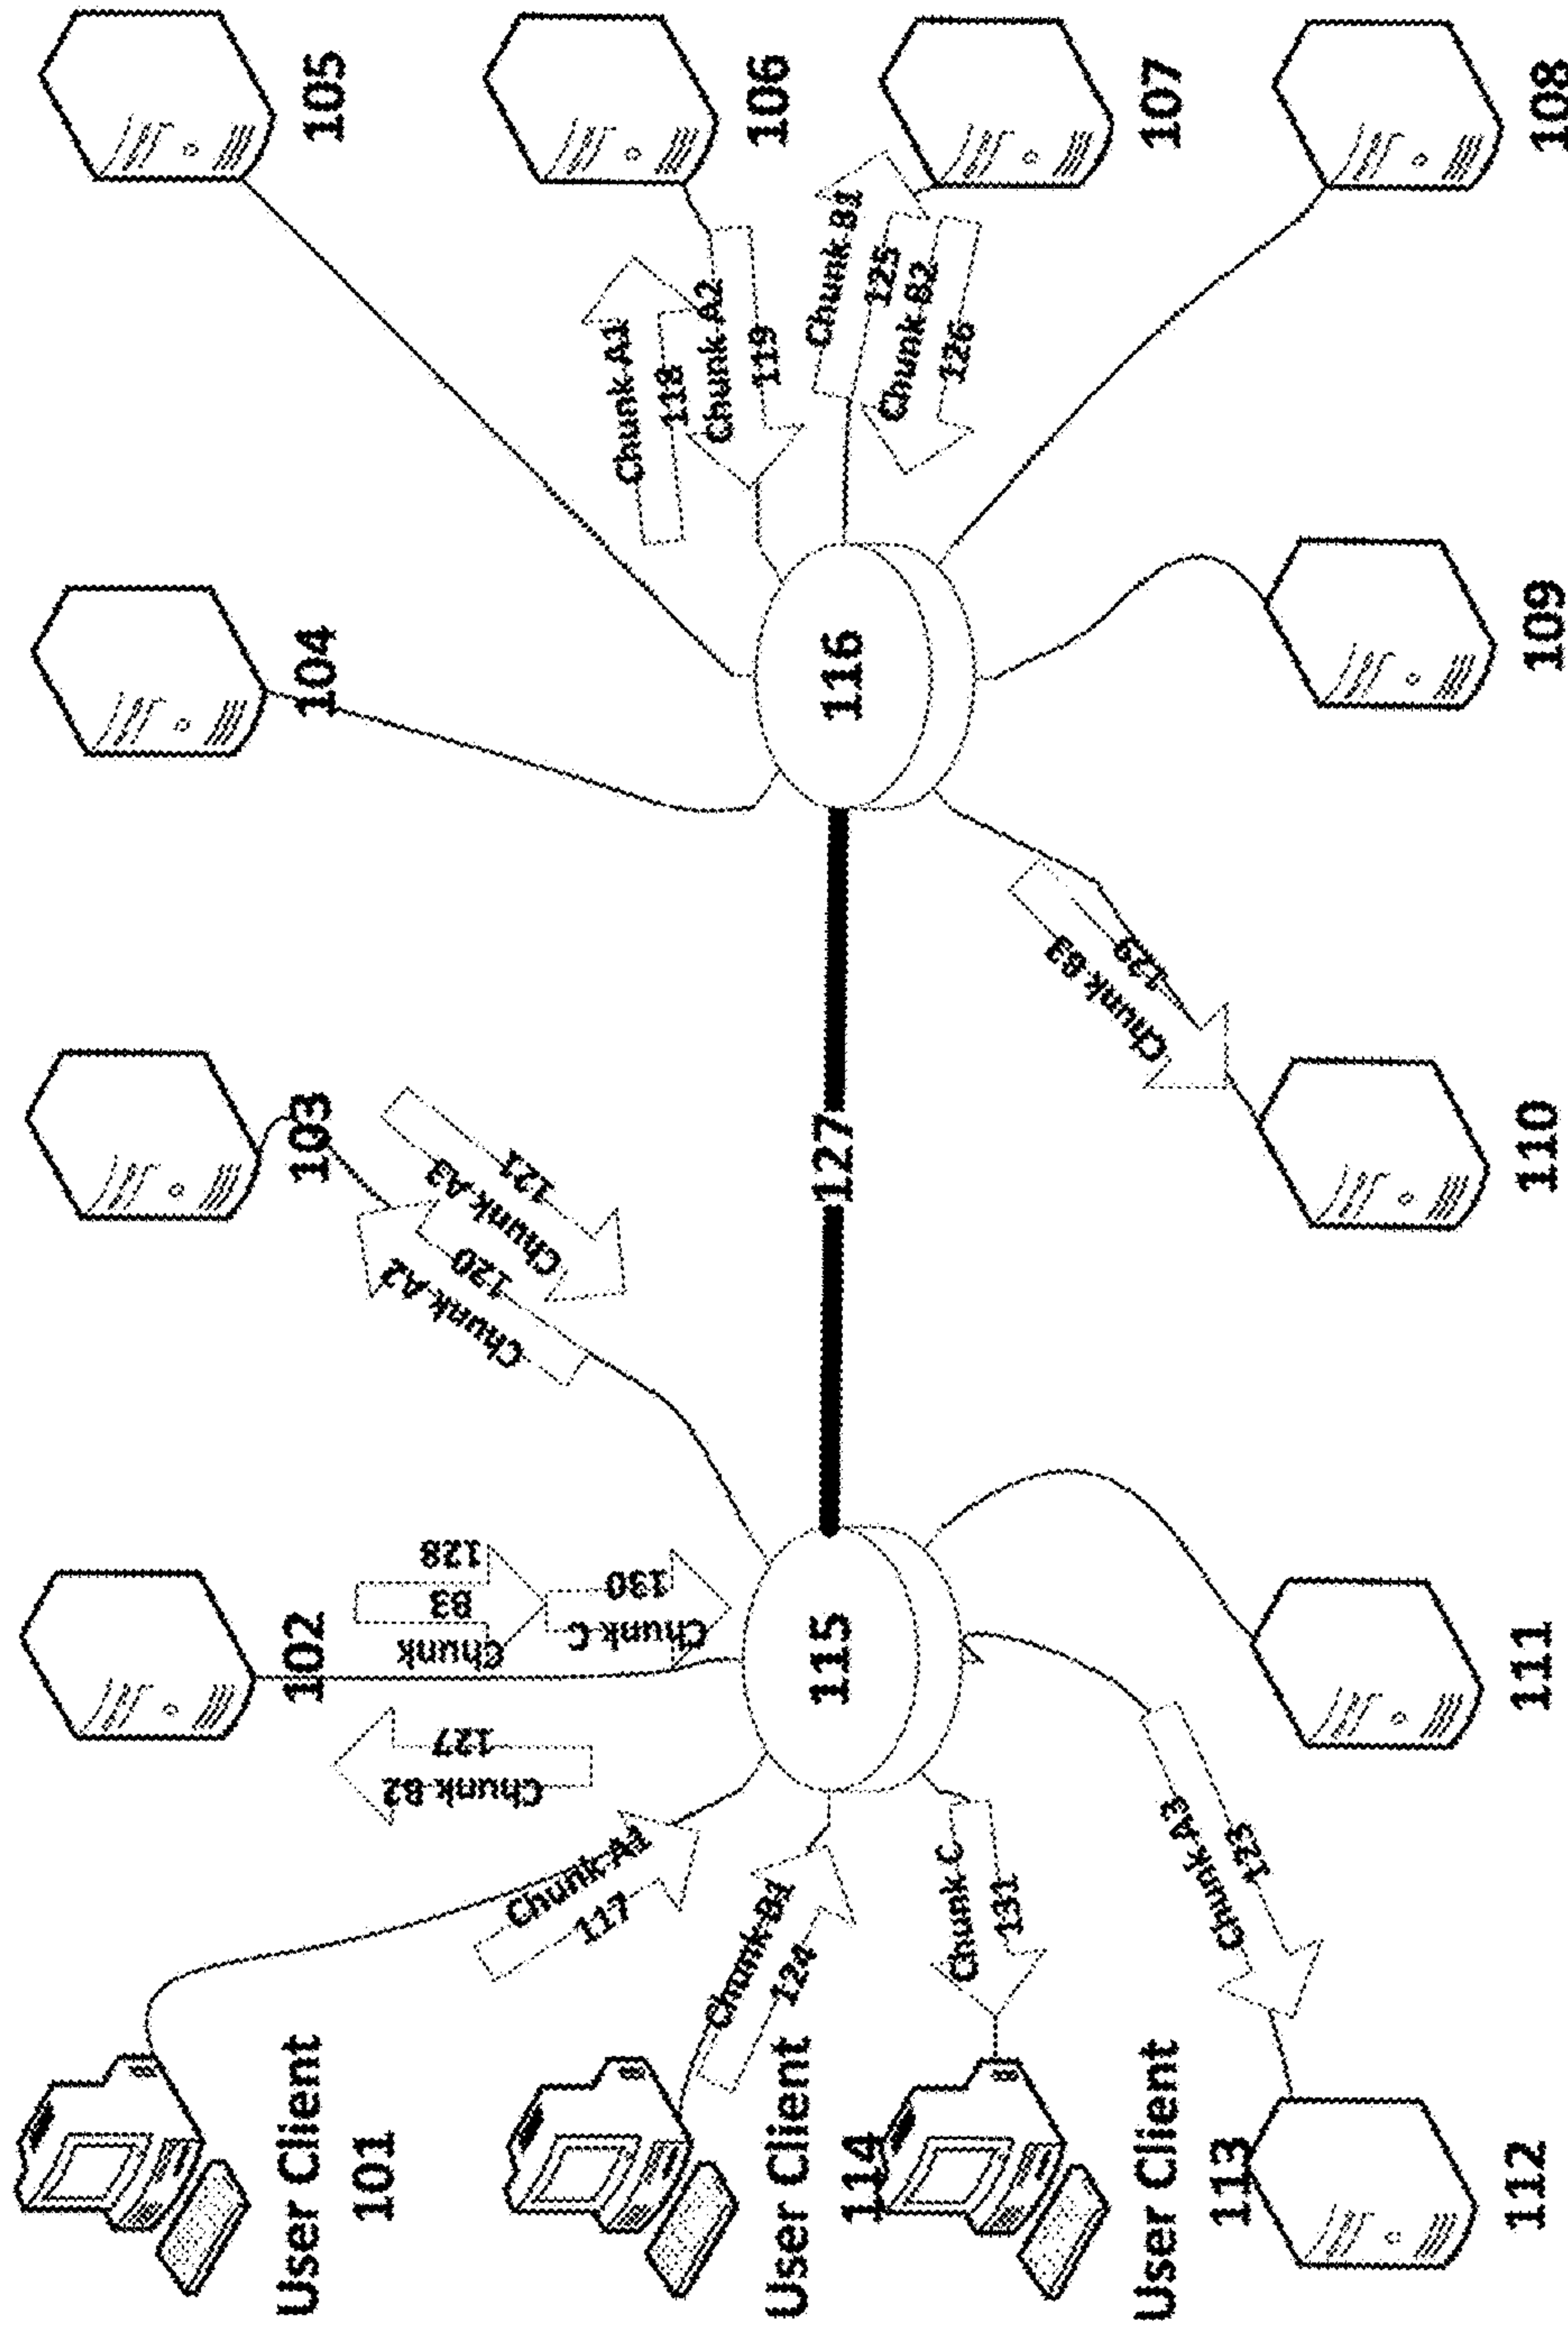 User Client
101
102
103
104
105
Chunk B2
127
Chunk
B3
128
Chunk C
130
Chunk A2
120
Chunk A3
121
Chunk A1
117
Chunk A1
118
Chunk A2
119
106
User Client
114
Chunk B1
124
115
127
116
Chunk B1
125
Chunk B2
126
107
User Client
113
Chunk C
131
Chunk A3
123
Chunk B3
129
108
112
111
110
109